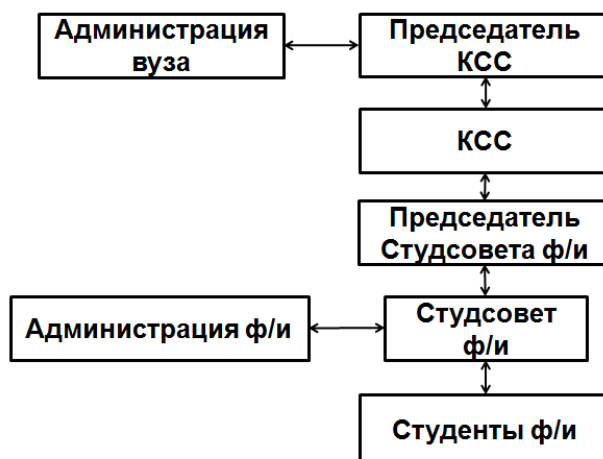 Администрация
вуза
Председатель
КСС
КСС
Председатель
Студсовета ф/и
Администрация ф/и
Студсовет
ф/и
Студенты ф/и